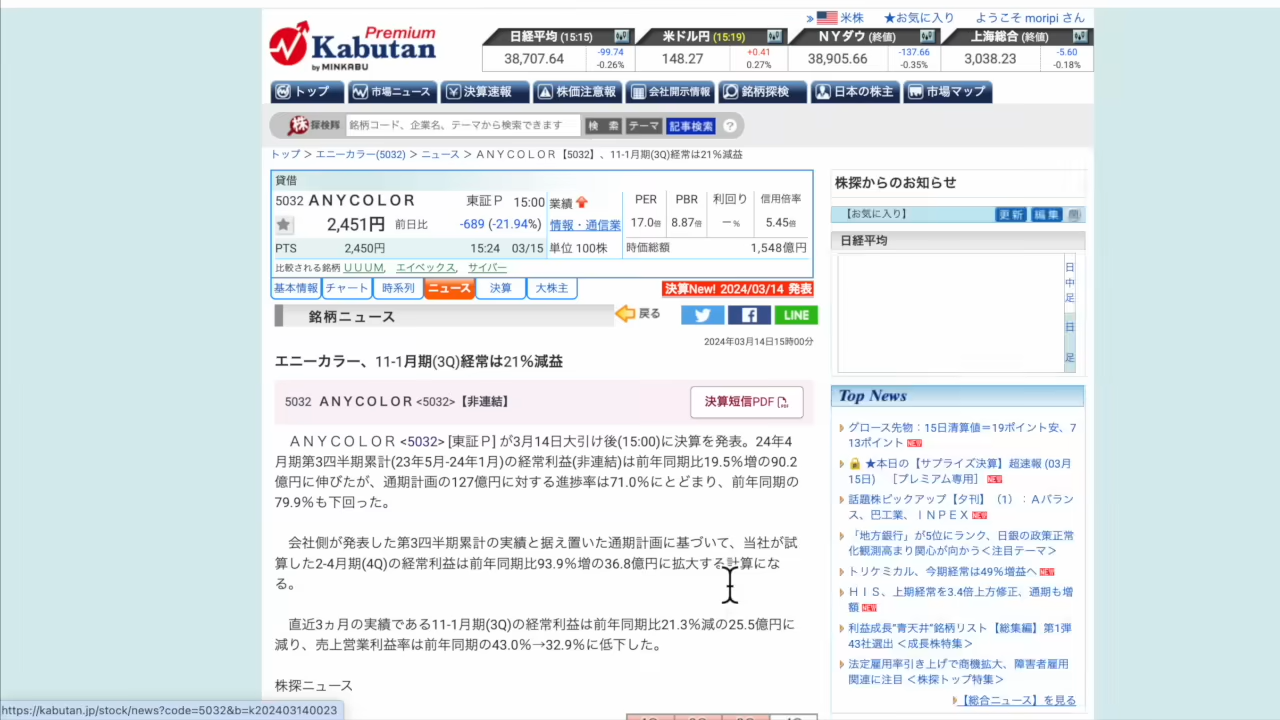 米株 ★お気に入り ようこそ moripi さん
Premium
Kabutan
by MINKABU
日経平均 (15:15) 米ドル円 (15:19) ＮＹダウ (終値) 上海総合 (終値)
38,707.64 -99.74 -0.26% 148.27 +0.41 0.27% 38,905.66 -137.66 -0.35% 3,038.23 -5.60 -0.18%
トップ 市場ニュース 決算速報 株価注意報 会社開示情報 銘柄探検 日本の株主 市場マップ
株探検隊 銘柄コード、企業名、テーマから検索できます 検 索 テーマ 記事検索 ?
トップ > エニーカラー(5032) > ニュース > ＡＮＹＣＯＬＯＲ【5032】、11-1月期(3Q)経常は21％減益
貸借
5032 ＡＮＹＣＯＬＯＲ 東証Ｐ 15:00 業績
2,451円 前日比 -689 (-21.94%) 情報・通信業
PTS 2,450円 15:24 03/15 単位 100株
PER PBR 利回り 信用倍率
17.0倍 8.87倍 －％ 5.45倍
時価総額 1,548億円
比較される銘柄 ＵＵＵＭ, エイベックス, サイバー
基本情報 チャート 時系列 ニュース 決算 大株主 決算New! 2024/03/14 発表
銘柄ニュース 戻る LINE
2024年03月14日15時00分
エニーカラー、11-1月期(3Q)経常は21％減益
5032 ＡＮＹＣＯＬＯＲ <5032>【非連結】 決算短信PDF
ＡＮＹＣＯＬＯＲ <5032> [東証Ｐ] が3月14日大引け後(15:00)に決算を発表。24年4
月期第3四半期累計(23年5月-24年1月)の経常利益(非連結)は前年同期比19.5％増の90.2
億円に伸びたが、通期計画の127億円に対する進捗率は71.0％にとどまり、前年同期の
79.9％も下回った。
会社側が発表した第3四半期累計の実績と据え置いた通期計画に基づいて、当社が試
算した2-4月期(4Q)の経常利益は前年同期比93.9％増の36.8億円に拡大する計算にな
る。
直近3ヵ月の実績である11-1月期(3Q)の経常利益は前年同期比21.3％減の25.5億円に
減り、売上営業利益率は前年同期の43.0％→32.9％に低下した。
株探ニュース
株探からのお知らせ
【お気に入り】 更新 編集
日経平均
日中足
日足
Top News
グロース先物：15日清算値＝19ポイント安、7
13ポイント NEW
★本日の【サプライズ決算】超速報 (03月
15日) ［プレミアム専用］ NEW
話題株ピックアップ【夕刊】（1）：Ａバラン
ス、巴工業、ＩＮＰＥＸ NEW
「地方銀行」が5位にランク、日銀の政策正常
化観測高まり関心が向かう＜注目テーマ＞
トリケミカル、今期経常は49％増益へ NEW
ＨＩＳ、上期経常を3.4倍上方修正、通期も増
額 NEW
利益成長“青天井”銘柄リスト【総集編】第1弾
43社選出 ＜成長株特集＞
法定雇用率引き上げで商機拡大、障害者雇用
関連に注目 ＜株探トップ特集＞
【総合ニュース】を見る
https://kabutan.jp/stock/news?code=5032&b=k202403140023